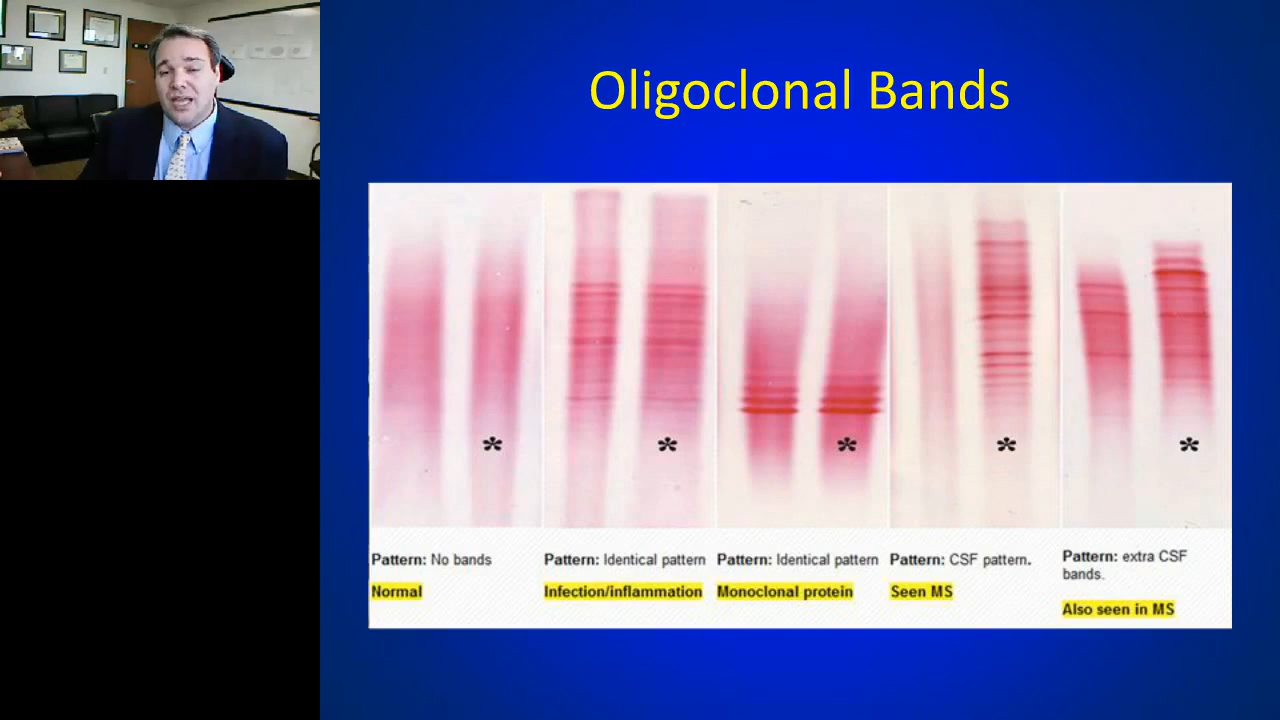 Oligoclonal Bands
* * * * *
Pattern: No bands
Normal
Pattern: Identical pattern
Infection/inflammation
Pattern: Identical pattern
Monoclonal protein
Pattern: CSF pattern.
Seen MS
Pattern: extra CSF
bands.
Also seen in MS